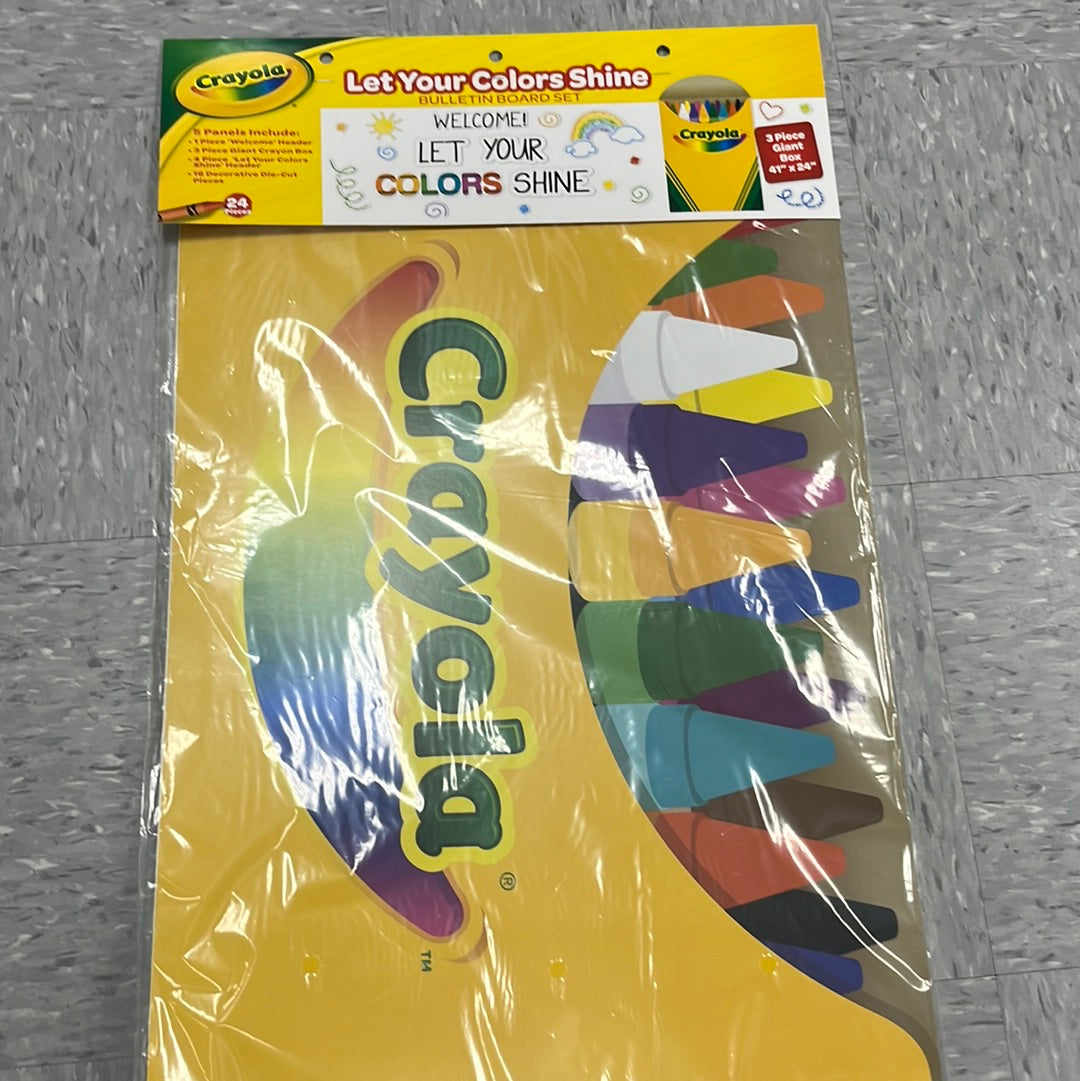 Crayola
Let Your Colors Shine
BULLETIN BOARD SET
5 Panels Include:
• 1 Piece 'Welcome' Header
• 3 Piece Giant Crayon Box
• 4 Piece 'Let Your Colors
Shine' Header
• 16 Decorative Die-Cut
Pieces
24
Pieces
WELCOME!
LET YOUR
COLORS SHINE
Crayola
3 Piece
Giant
Box
41" x 24"
Crayola®
™